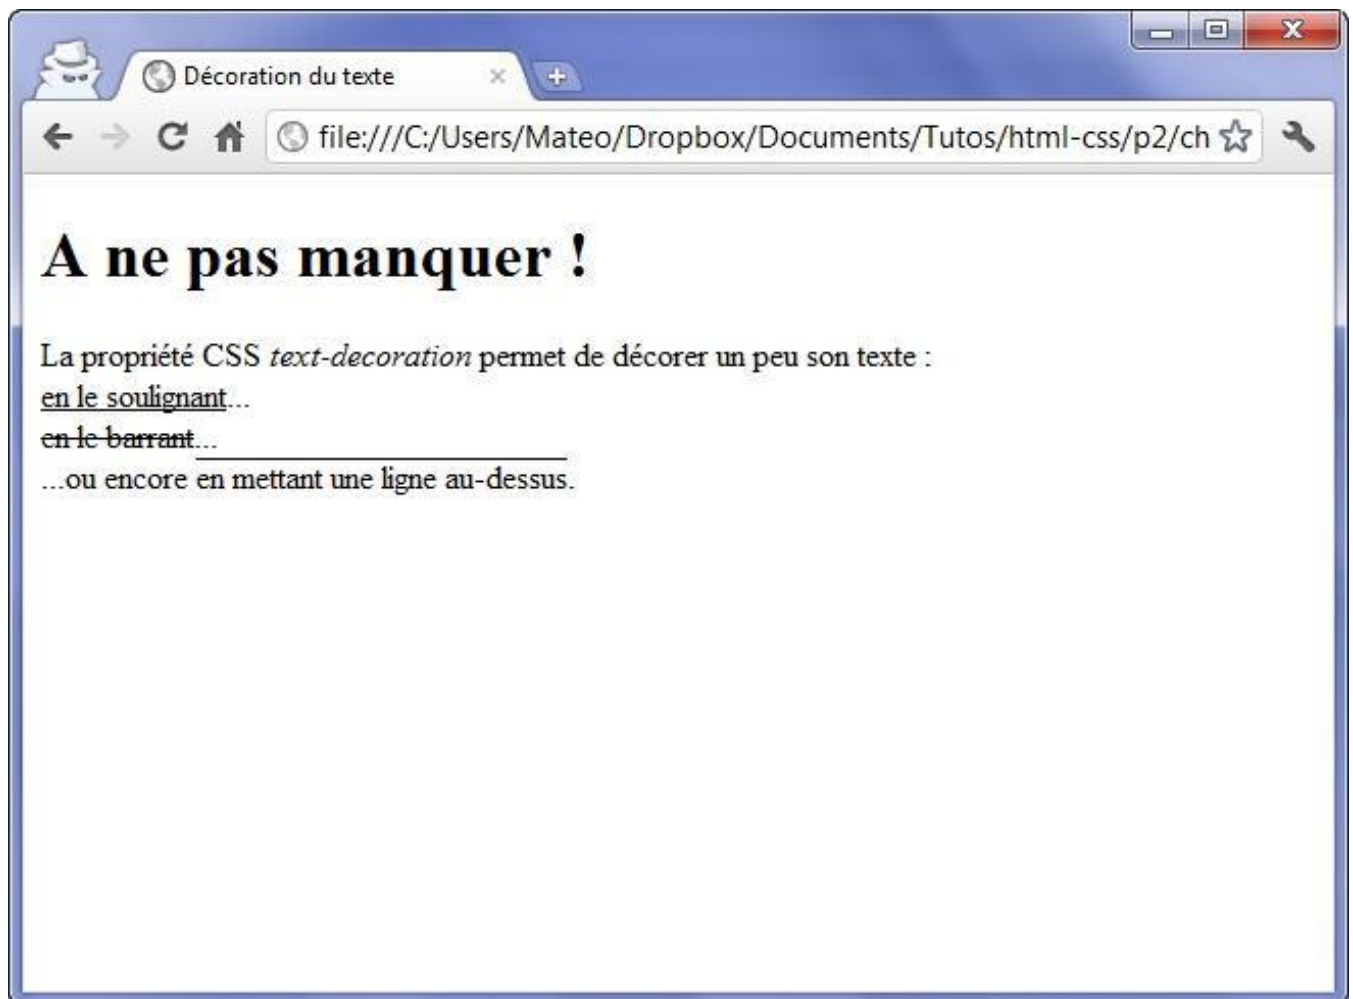 Décoration du texte
file:///C:/Users/Mateo/Dropbox/Documents/Tutos/html-css/p2/ch
A ne pas manquer !
La propriété CSS text-decoration permet de décorer un peu son texte :
en le soulignant...
en le barrant...
...ou encore en mettant une ligne au-dessus.